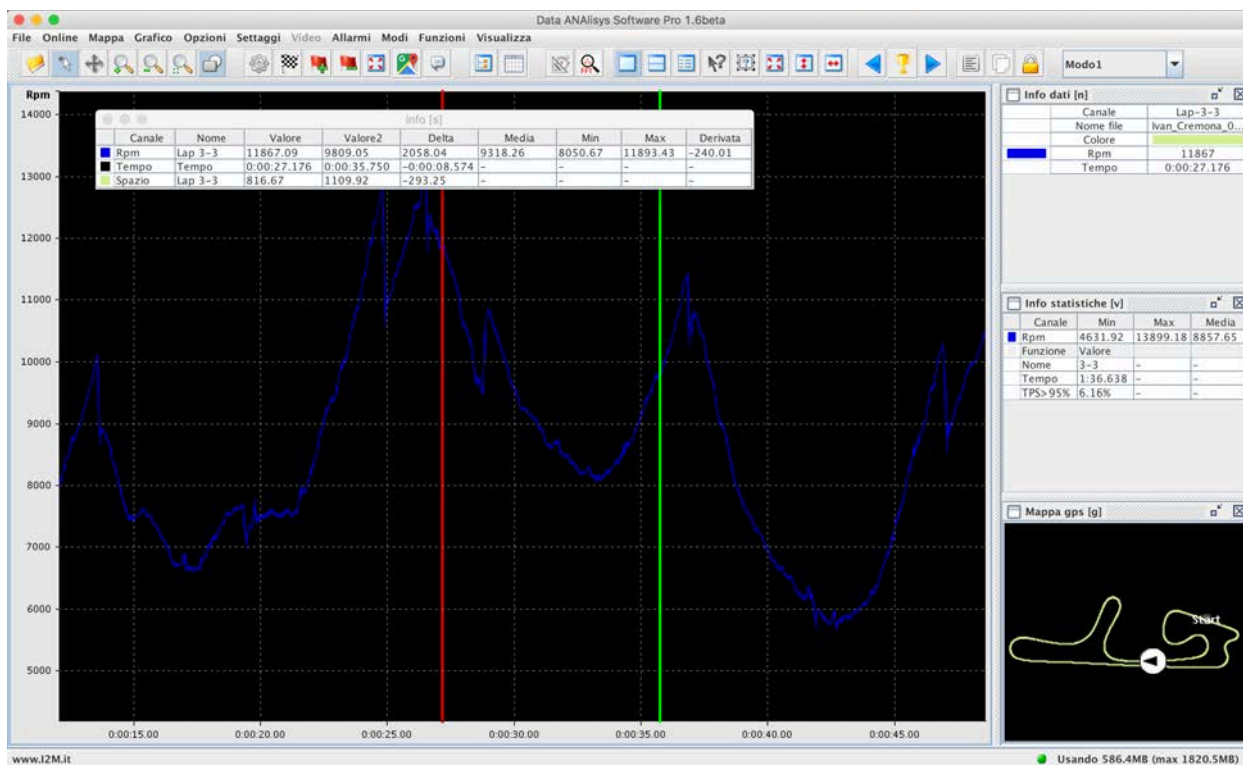 Data ANAlisys Software Pro 1.6beta
File Online Mappa Grafico Opzioni Settaggi Video Allarmi Modi Funzioni Visualizza
Modo1
Rpm
14000
13000
12000
11000
10000
9000
8000
7000
6000
5000
Info [s]
Canale Nome Valore Valore2 Delta Media Min Max Derivata
Rpm Lap 3-3 11867.09 9809.05 2058.04 9318.26 8050.67 11893.43 -240.01
Tempo Tempo 0:00:27.176 0:00:35.750 -0:00:08.574 - - - -
Spazio Lap 3-3 816.67 1109.92 -293.25 - - - -
0:00:15.00 0:00:20.00 0:00:25.00 0:00:30.00 0:00:35.00 0:00:40.00 0:00:45.00
Info dati [n]
Canale Lap-3-3
Nome file Ivan_Cremona_0...
Colore
Rpm 11867
Tempo 0:00:27.176
Info statistiche [v]
Canale Min Max Media
Rpm 4631.92 13899.18 8857.65
Funzione Valore
Nome 3-3 - -
Tempo 1:36.638 - -
TPS>95% 6.16% - -
Mappa gps [g]
Start
www.I2M.it
Usando 586.4MB (max 1820.5MB)